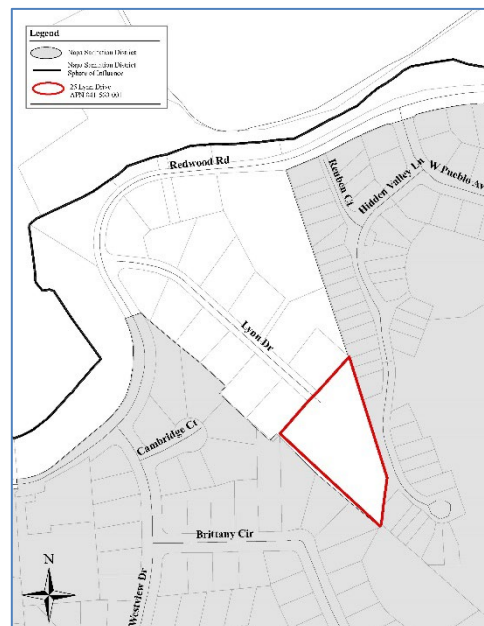 Legend
Napa Sanitation District
Napa Sanitation District
Sphere of Influence
25 Lynn Drive
Redwood Rd
Reuben Ct
Hidden Valley Ln
W Pueblo Av
Lynn Dr
Cambridge Ct
Brittany Cir
Westview Dr
N